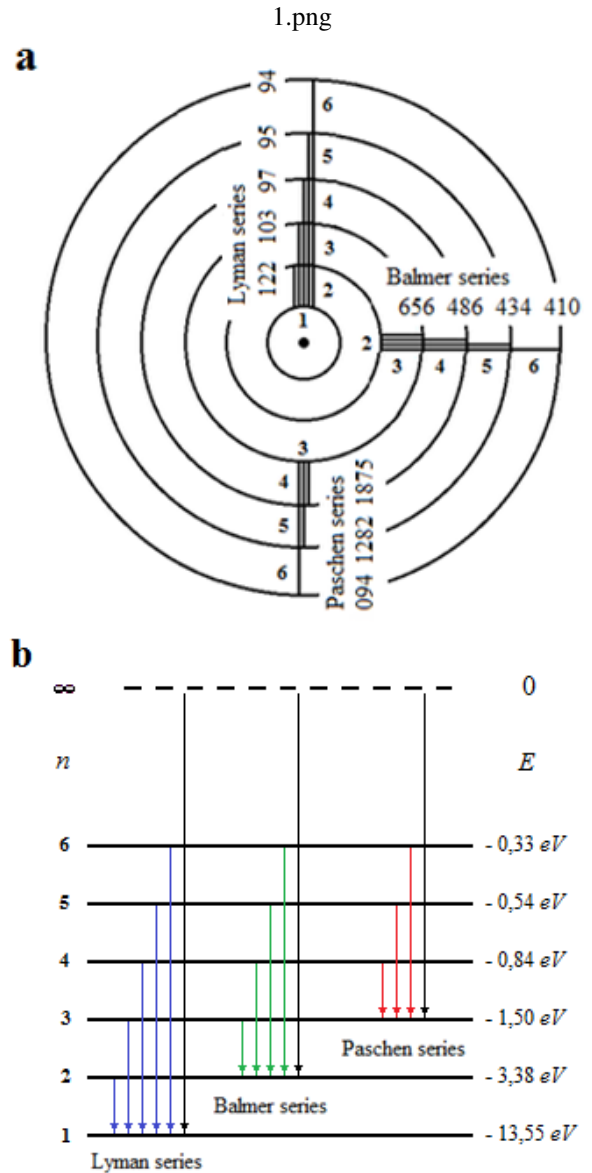 1.png
a
94
95
97
103
122
Lyman series
6
5
4
3
2
1
Balmer series
656 486 434 410
2
3 4 5 6
3
4
5
6
Paschen series
094 1282 1875
b
∞ 0
n E
6 - 0,33 eV
5 - 0,54 eV
4 - 0,84 eV
3 - 1,50 eV
Paschen series
2 - 3,38 eV
Balmer series
1 - 13,55 eV
Lyman series